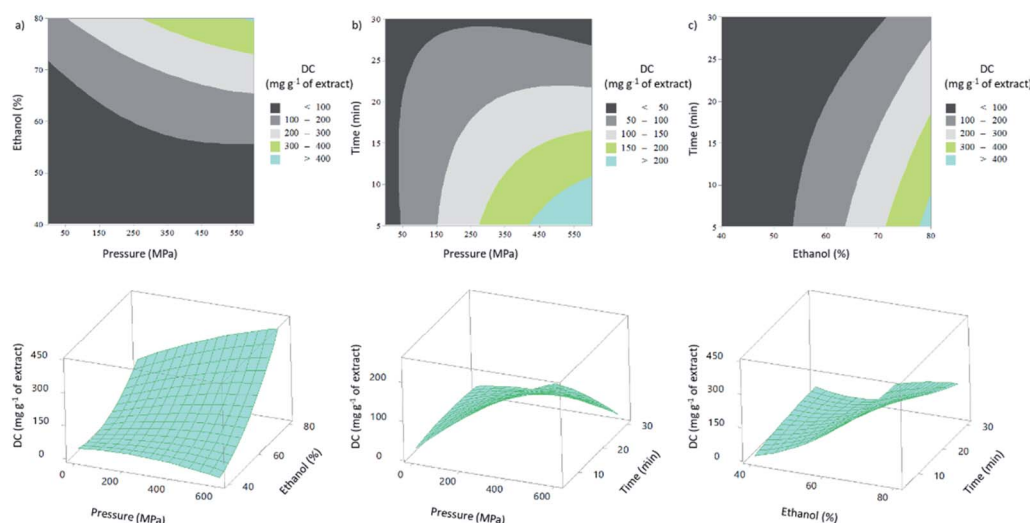 a)
80
70
60
50
40
Ethanol (%)
50 150 250 350 450 550
Pressure (MPa)
DC
(mg g⁻¹ of extract)
< 100
100 – 200
200 – 300
300 – 400
> 400
b)
30
25
20
15
10
5
Time (min)
50 150 250 350 450 550
Pressure (MPa)
DC
(mg g⁻¹ of extract)
< 50
50 – 100
100 – 150
150 – 200
> 200
c)
30
25
20
15
10
5
Time (min)
40 50 60 70 80
Ethanol (%)
DC
(mg g⁻¹ of extract)
< 100
100 – 200
200 – 300
300 – 400
> 400
DC (mg g⁻¹ of extract)
450
300
150
0
0 200 400 600
Pressure (MPa)
40
60
80
Ethanol (%)
DC (mg g⁻¹ of extract)
200
100
0
0 200 400 600
Pressure (MPa)
10
20
30
Time (min)
DC (mg g⁻¹ of extract)
450
300
150
0
40 60 80
Ethanol (%)
10
20
30
Time (min)